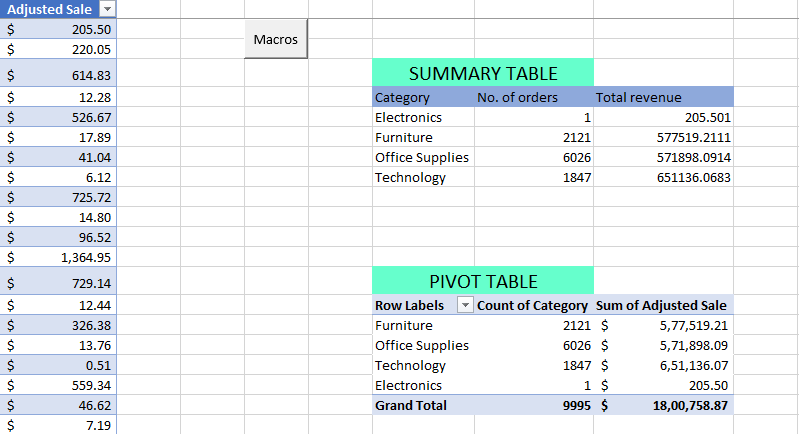 Adjusted Sale
$ 205.50
$ 220.05
$ 614.83
$ 12.28
$ 526.67
$ 17.89
$ 41.04
$ 6.12
$ 725.72
$ 14.80
$ 96.52
$ 1,364.95
$ 729.14
$ 12.44
$ 326.38
$ 13.76
$ 0.51
$ 559.34
$ 46.62
$ 7.19
Macros
SUMMARY TABLE
Category No. of orders Total revenue
Electronics 1 205.501
Furniture 2121 577519.2111
Office Supplies 6026 571898.0914
Technology 1847 651136.0683
PIVOT TABLE
Row Labels Count of Category Sum of Adjusted Sale
Furniture 2121 $ 5,77,519.21
Office Supplies 6026 $ 5,71,898.09
Technology 1847 $ 6,51,136.07
Electronics 1 $ 205.50
Grand Total 9995 $ 18,00,758.87